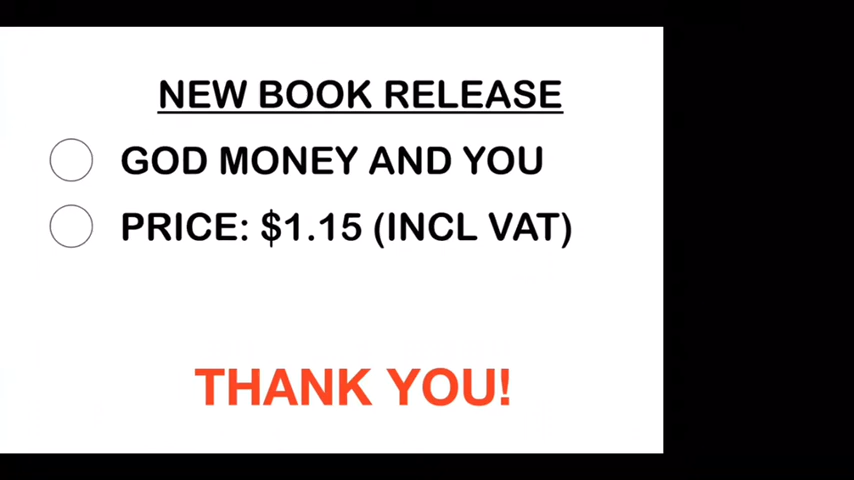 NEW BOOK RELEASE
GOD MONEY AND YOU
PRICE: $1.15 (INCL VAT)
THANK YOU!